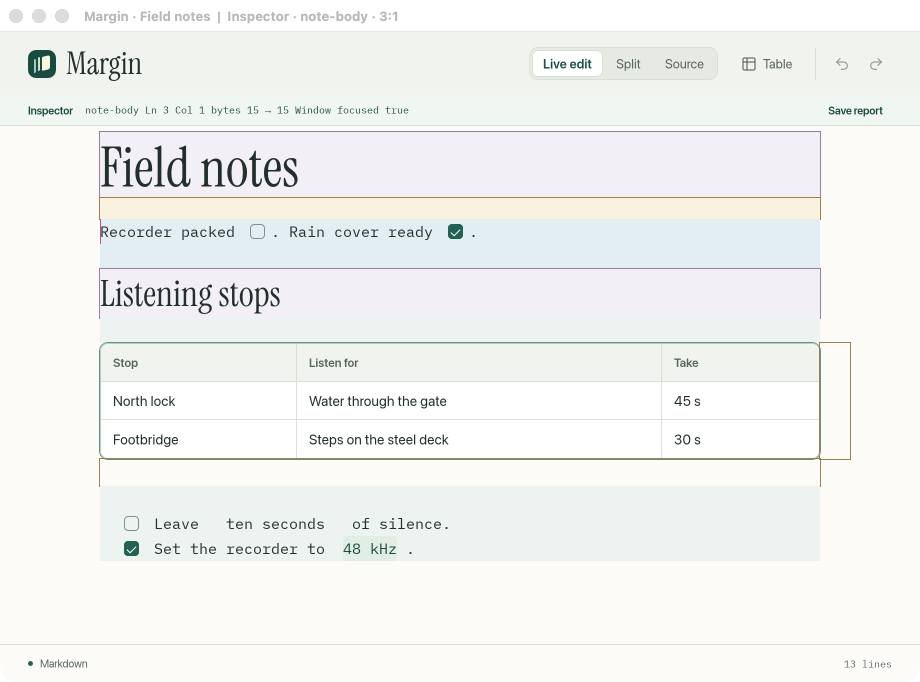 Margin · Field notes | Inspector · note-body · 3:1
Margin
Live edit Split Source Table
Inspector note-body Ln 3 Col 1 bytes 15 → 15 Window focused true Save report
Field notes
Recorder packed . Rain cover ready .
Listening stops
Stop Listen for Take
North lock Water through the gate 45 s
Footbridge Steps on the steel deck 30 s
Leave ten seconds of silence.
Set the recorder to 48 kHz .
Markdown 13 lines